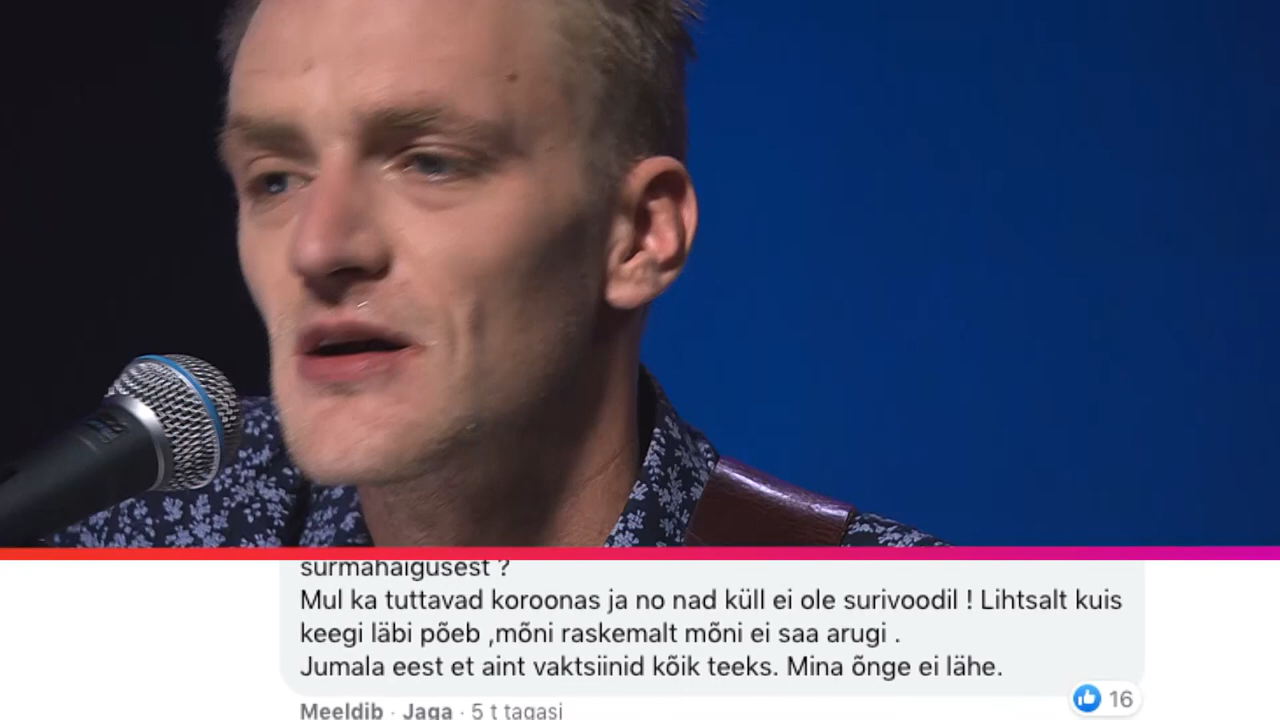 surmahaigusest ?
Mul ka tuttavad koroonas ja no nad küll ei ole surivoodil ! Lihtsalt kuis
keegi läbi põeb ,mõni raskemalt mõni ei saa arugi .
Jumala eest et aint vaktsiinid kõik teeks. Mina õnge ei lähe.
16
Meeldib · Jaga · 5 t tagasi